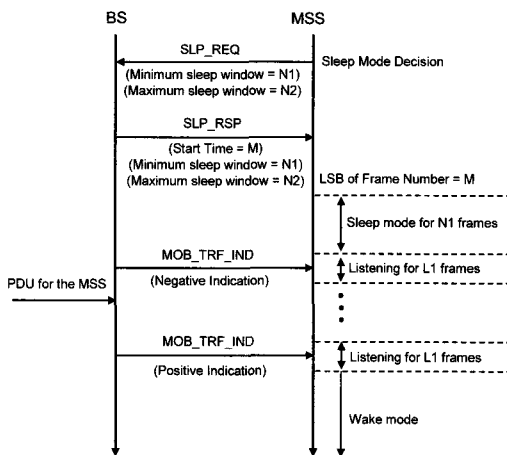 BS
MSS
SLP_REQ
Sleep Mode Decision
(Minimum sleep window = N1)
(Maximum sleep window = N2)
SLP_RSP
(Start Time = M)
(Minimum sleep window = N1)
(Maximum sleep window = N2)
LSB of Frame Number = M
Sleep mode for N1 frames
MOB_TRF_IND
Listening for L1 frames
(Negative Indication)
PDU for the MSS
MOB_TRF_IND
Listening for L1 frames
(Positive Indication)
Wake mode